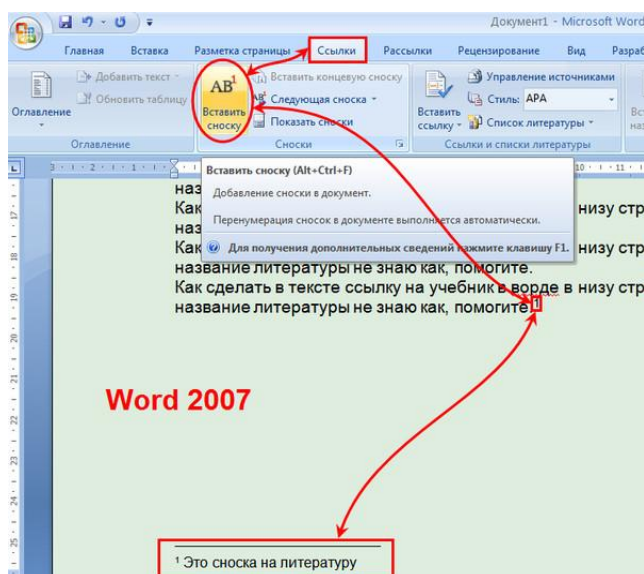 Документ1 - Microsoft Word
Главная Вставка Разметка страницы Ссылки Рассылки Рецензирование Вид Разраб
Оглавление
Добавить текст
Обновить таблицу
Оглавление
AB1
Вставить сноску
Вставить концевую сноску
AB1 Следующая сноска
Показать сноски
Сноски
Вставить ссылку
Управление источниками
Стиль: APA
Список литературы
Ссылки и списки литературы
Вставить сноску (Alt+Ctrl+F)
Добавление сноски в документ.
Перенумерация сносок в документе выполняется автоматически.
Для получения дополнительных сведений нажмите клавишу F1.
наз
Как низу стр
наз
Как низу стр
название литературы не знаю как, помогите.
Как сделать в тексте ссылку на учебник в ворде в низу стр
название литературы не знаю как, помогите.1
Word 2007
1 Это сноска на литературу